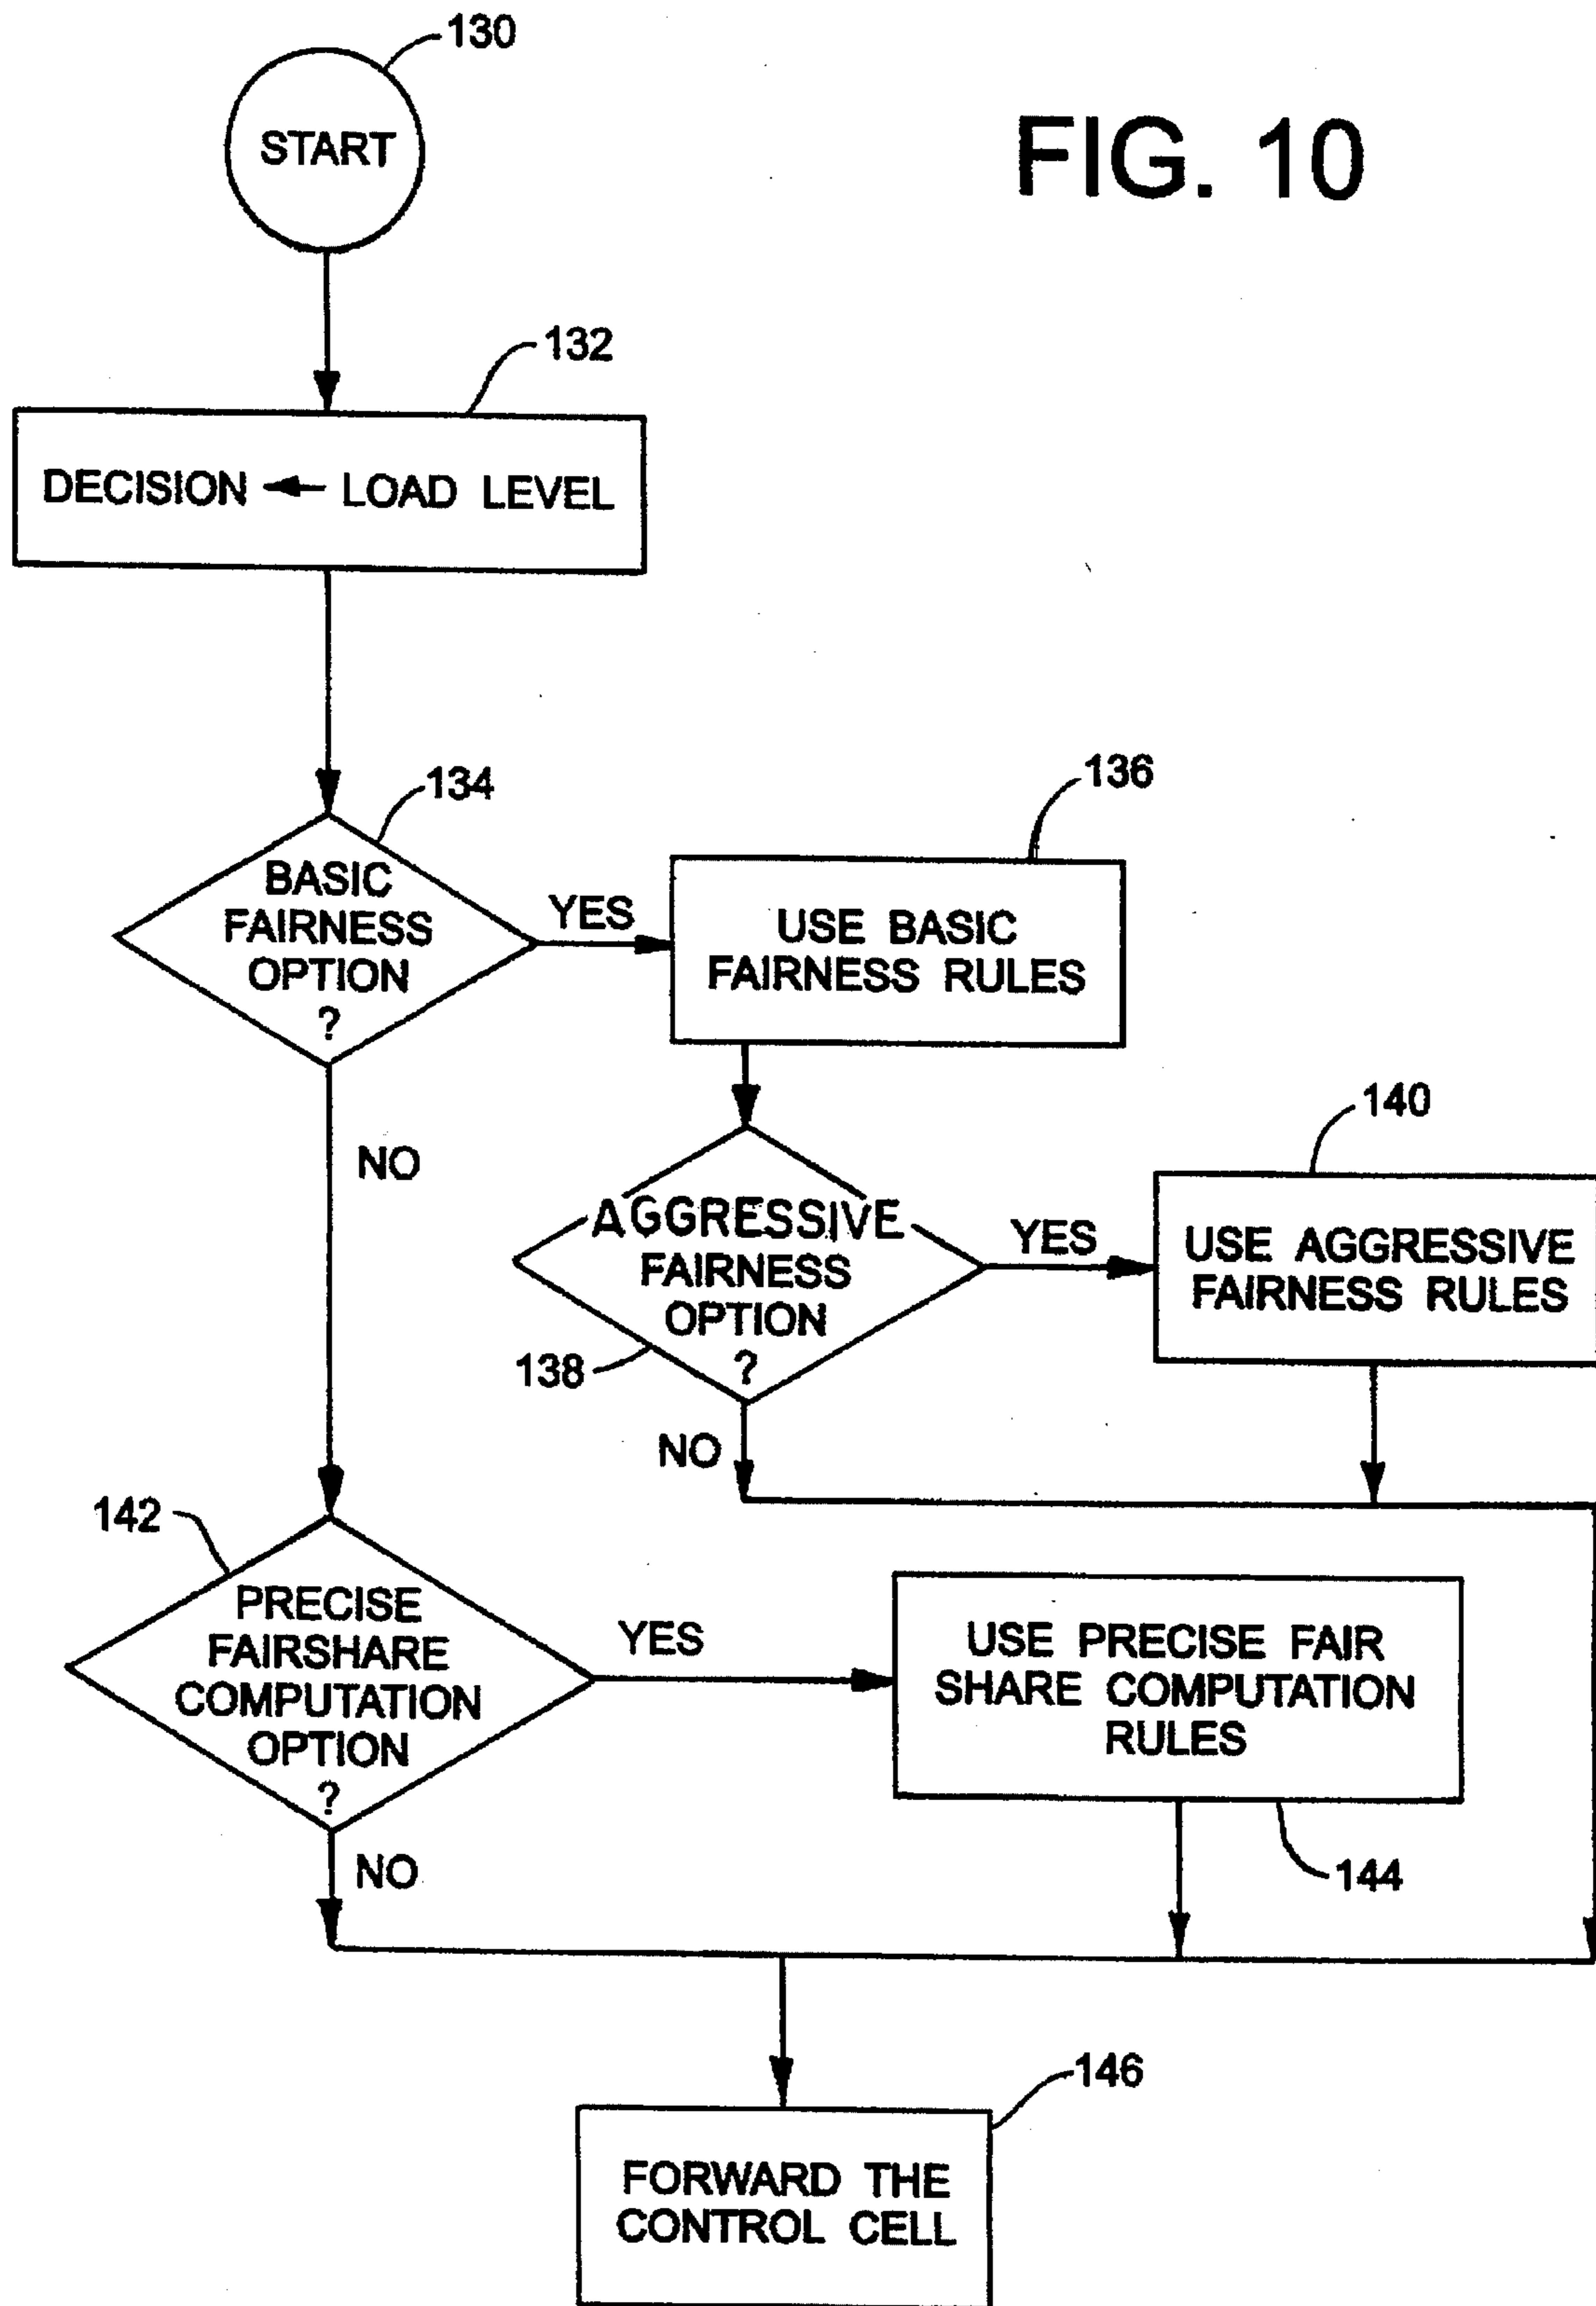 130
START
FIG. 10
132
DECISION ← LOAD LEVEL
134
136
BASIC
FAIRNESS
OPTION
?
YES
USE BASIC
FAIRNESS RULES
NO
140
AGGRESSIVE
FAIRNESS
OPTION
?
138
YES
USE AGGRESSIVE
FAIRNESS RULES
NO
142
PRECISE
FAIRSHARE
COMPUTATION
OPTION
?
YES
USE PRECISE FAIR
SHARE COMPUTATION
RULES
144
NO
146
FORWARD THE
CONTROL CELL